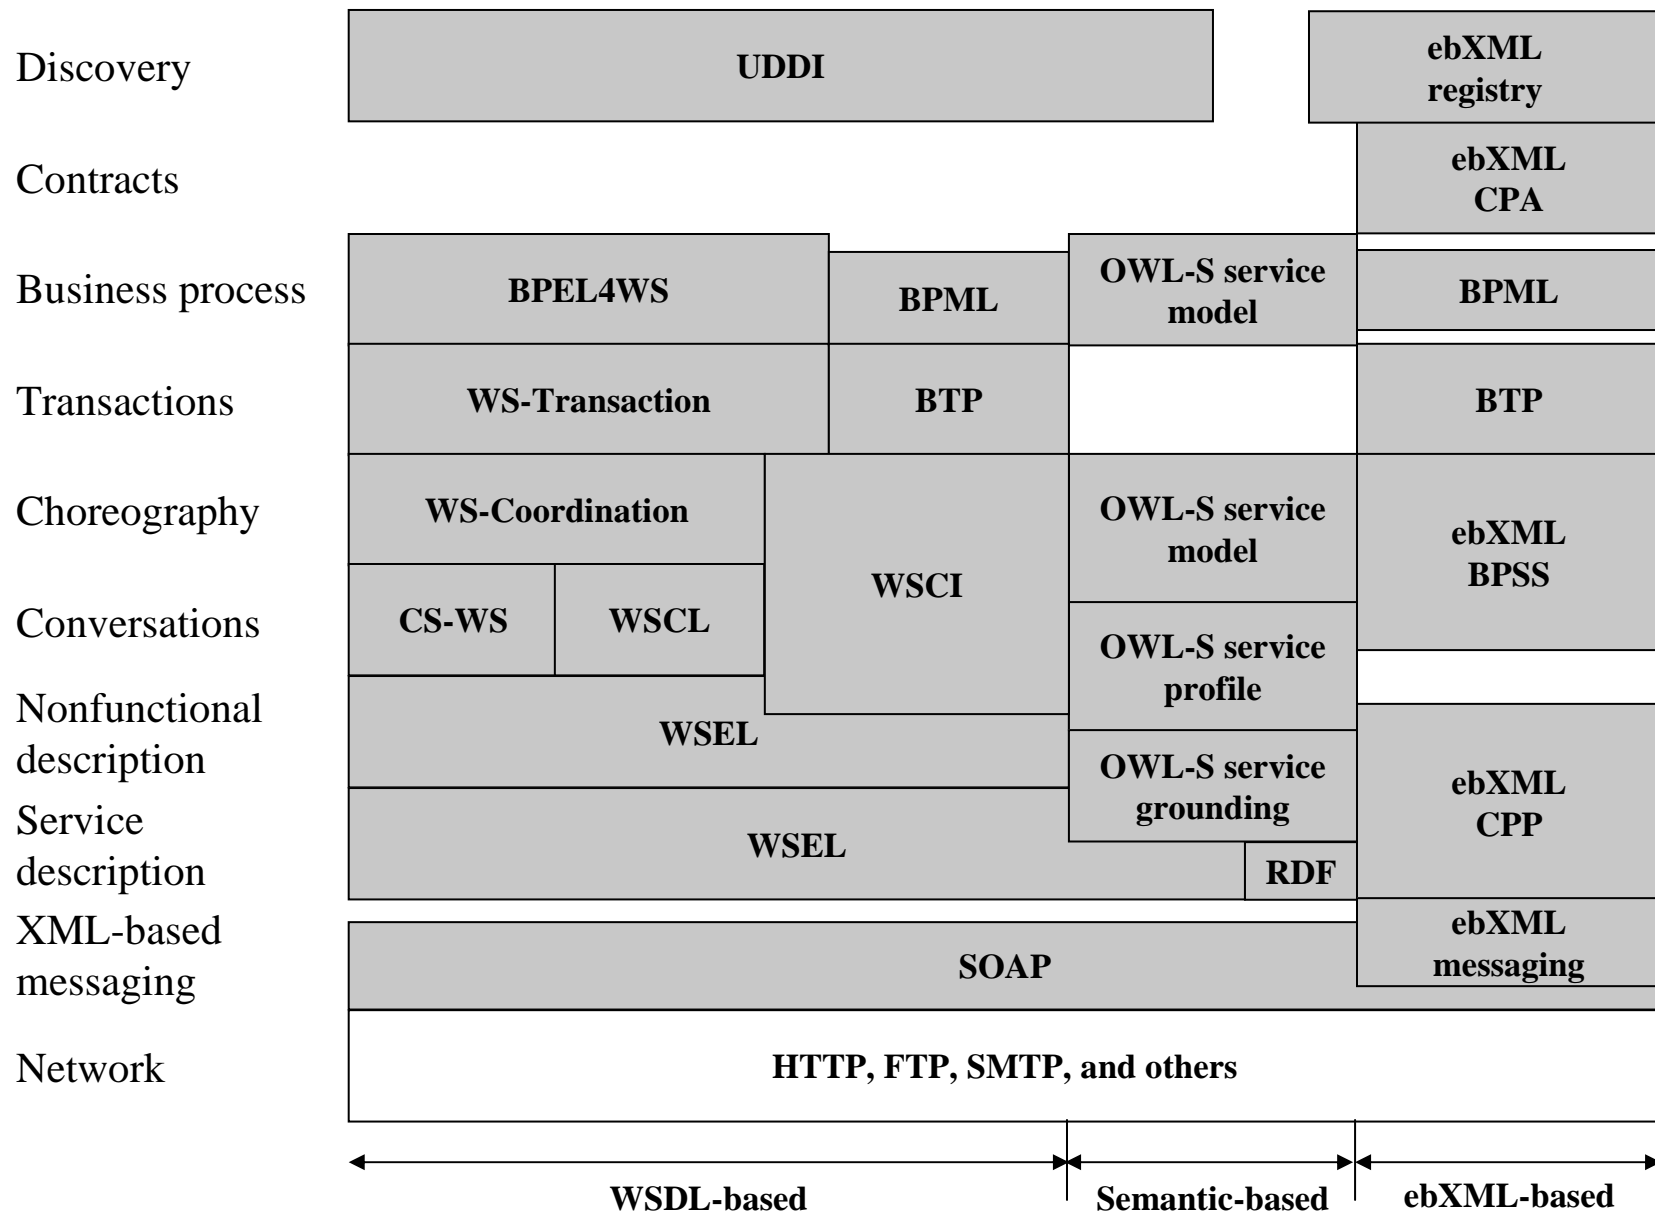 Discovery
UDDI
ebXML
registry
Contracts
ebXML
CPA
Business process
BPEL4WS
BPML
OWL-S service
model
BPML
Transactions
WS-Transaction
BTP
BTP
Choreography
WS-Coordination
WSCI
OWL-S service
model
ebXML
BPSS
Conversations
CS-WS
WSCL
OWL-S service
profile
Nonfunctional
description
WSEL
OWL-S service
grounding
ebXML
CPP
Service
description
WSEL
RDF
XML-based
messaging
SOAP
ebXML
messaging
Network
HTTP, FTP, SMTP, and others
WSDL-based
Semantic-based
ebXML-based